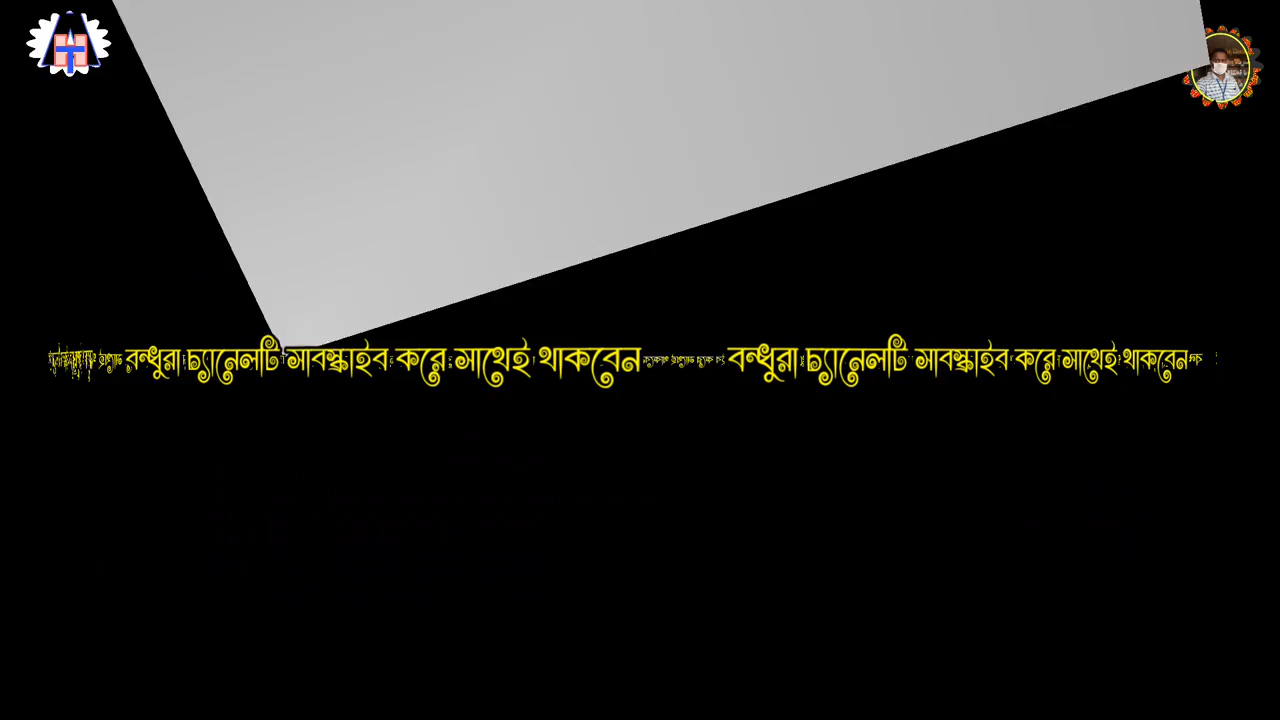 বন্ধুরা চ্যানেলটি সাবস্ক্রাইব করে সাথেই থাকবেন বন্ধুরা চ্যানেলটি সাবস্ক্রাইব করে সাথেই থাকবেন